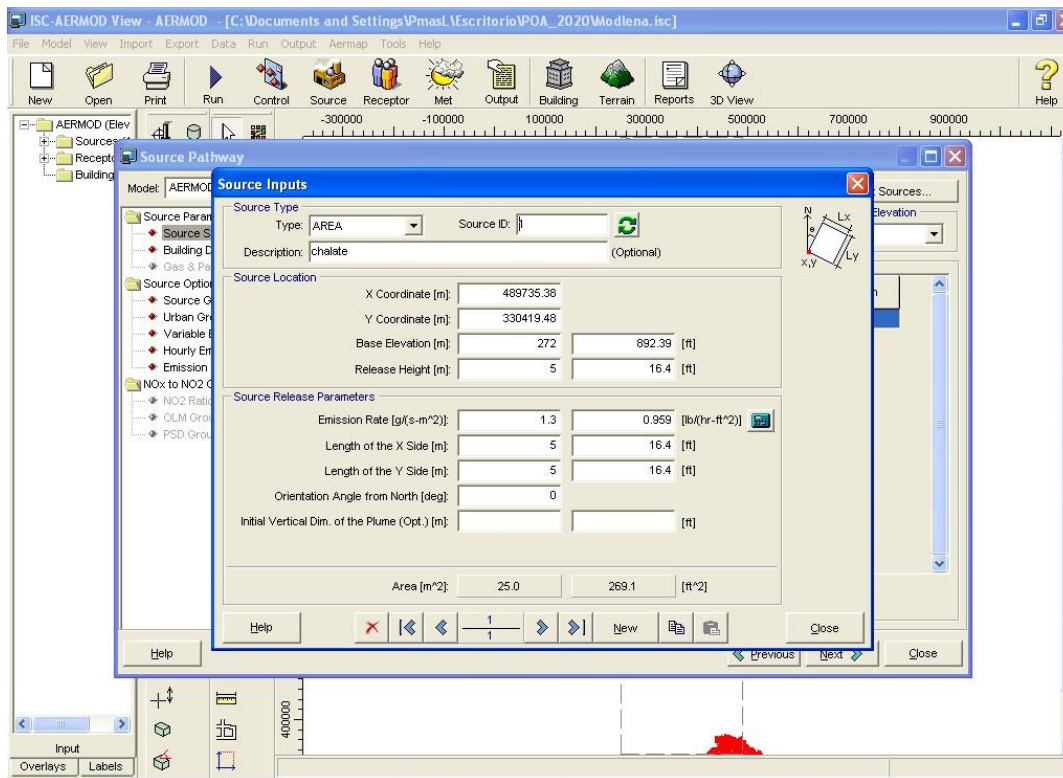 ISC-AERMOD View - AERMOD - [C:\Documents and Settings\PmasL\Escritorio\POA_2020\Modlena.isc]
File Model View Import Export Data Run Output Aermap Tools Help
New Open Print Run Control Source Receptor Met Output Building Terrain Reports 3D View Help
-300000 -100000 100000 300000 500000 700000 900000
AERMOD (Elev
Sources
Recepto
Building
Source Pathway
Model: AERMOD
Sources...
Elevation
Source Param
Source S
Building D
Gas & Pa
Source Option
Source G
Urban Gr
Variable E
Hourly Em
Emission
NOx to NO2 O
NO2 Ratio
OLM Grou
PSD Grou
Source Inputs
Source Type
Type: AREA Source ID:
Description: chalate (Optional)
N Lx
Ly
x,y
Source Location
X Coordinate [m]: 489735.38
Y Coordinate [m]: 330419.48
Base Elevation [m]: 272 892.39 [ft]
Release Height [m]: 5 16.4 [ft]
Source Release Parameters
Emission Rate [g/(s-m^2)]: 1.3 0.959 [lb/(hr-ft^2)]
Length of the X Side [m]: 5 16.4 [ft]
Length of the Y Side [m]: 5 16.4 [ft]
Orientation Angle from North [deg]: 0
Initial Vertical Dim. of the Plume (Opt.) [m]: [ft]
Area [m^2]: 25.0 269.1 [ft^2]
Help 1 1 New Close
Help Previous Next Close
400000
Input
Overlays Labels